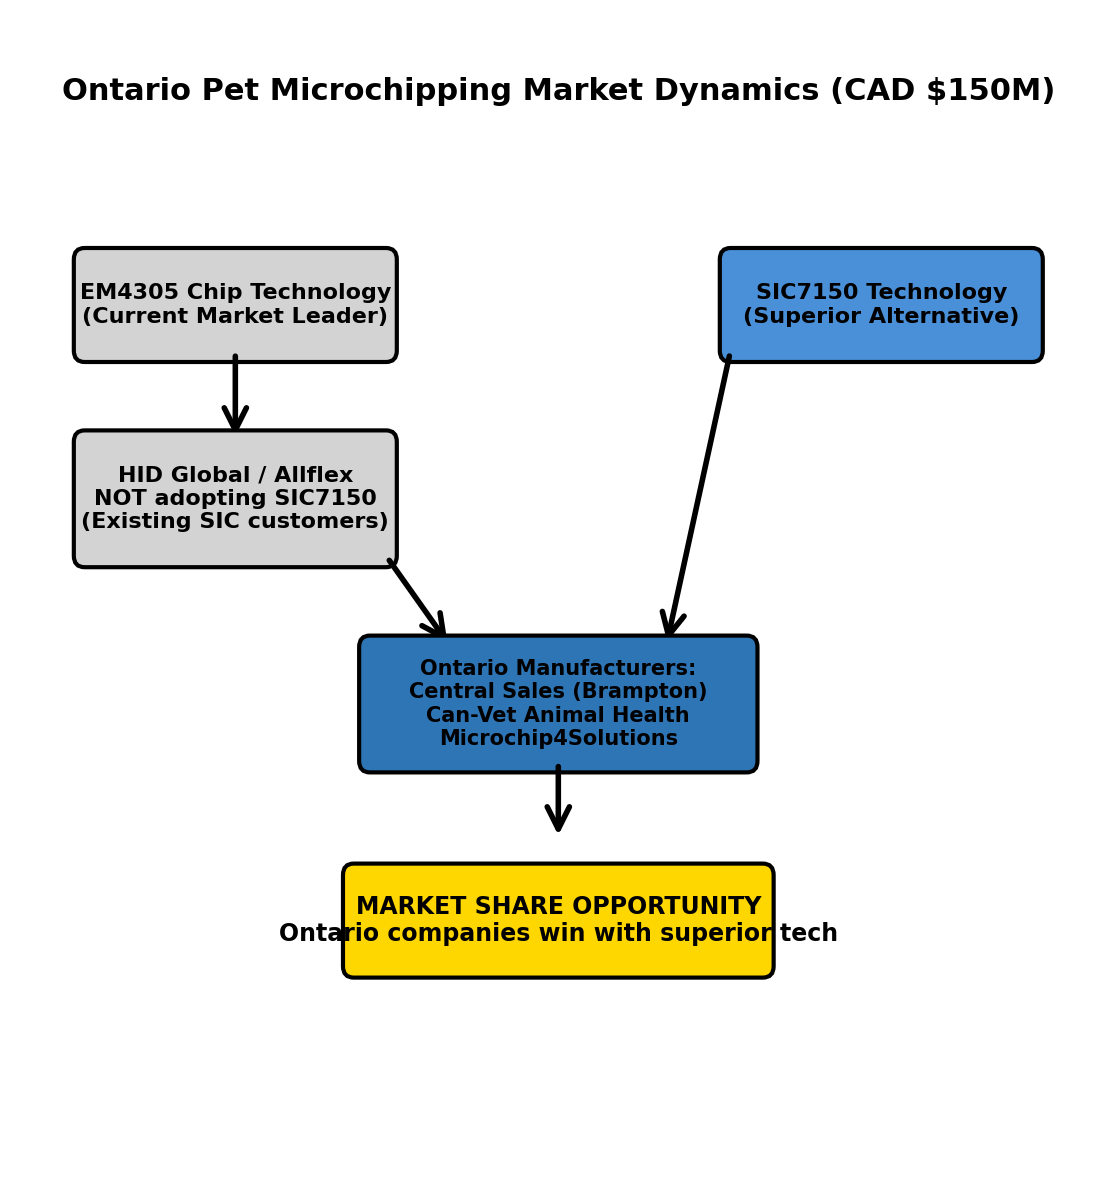 Ontario Pet Microchipping Market Dynamics (CAD $150M)
EM4305 Chip Technology
(Current Market Leader)
SIC7150 Technology
(Superior Alternative)
HID Global / Allflex
NOT adopting SIC7150
(Existing SIC customers)
Ontario Manufacturers:
Central Sales (Brampton)
Can-Vet Animal Health
Microchip4Solutions
MARKET SHARE OPPORTUNITY
Ontario companies win with superior tech